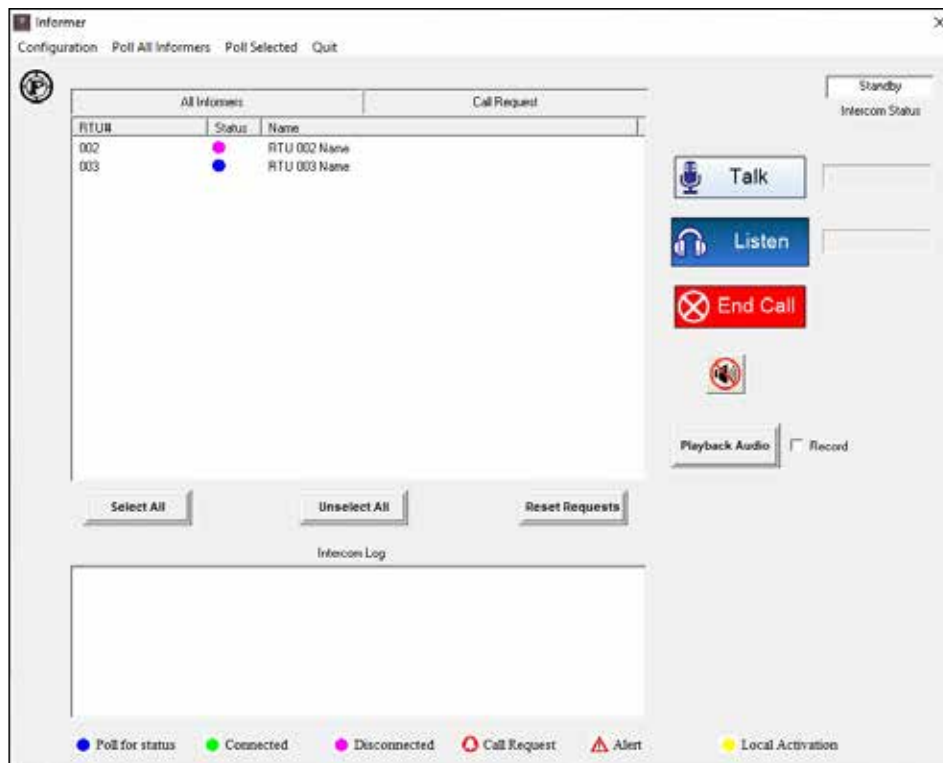 Informer
Configuration Poll All Informers Poll Selected Quit
P
Standby
Intercom Status
All Informers Call Request
RTU# Status Name
002 RTU 002 Name
003 RTU 003 Name
Talk
Listen
End Call
Playback Audio Record
Select All Unselect All Reset Requests
Intercom Log
Poll for status Connected Disconnected Call Request Alert Local Activation